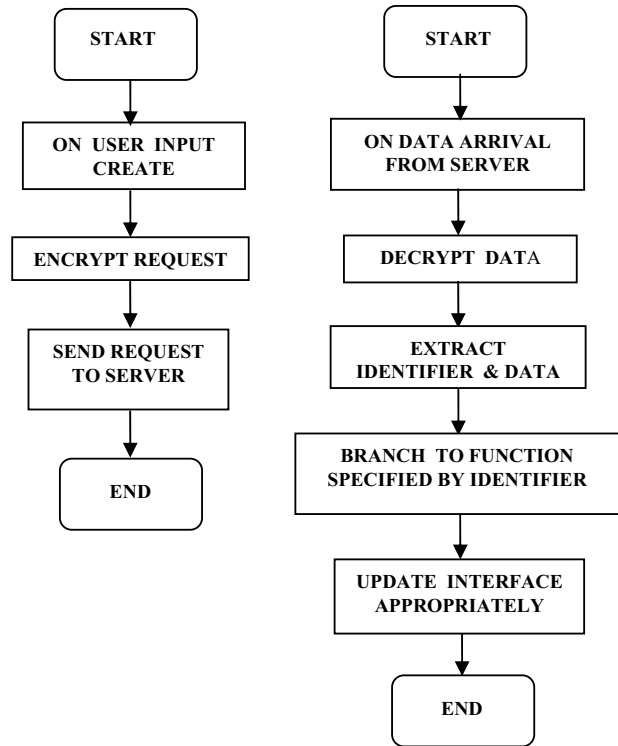 START
ON USER INPUT
CREATE
ENCRYPT REQUEST
SEND REQUEST
TO SERVER
END
START
ON DATA ARRIVAL
FROM SERVER
DECRYPT DATA
EXTRACT
IDENTIFIER & DATA
BRANCH TO FUNCTION
SPECIFIED BY IDENTIFIER
UPDATE INTERFACE
APPROPRIATELY
END